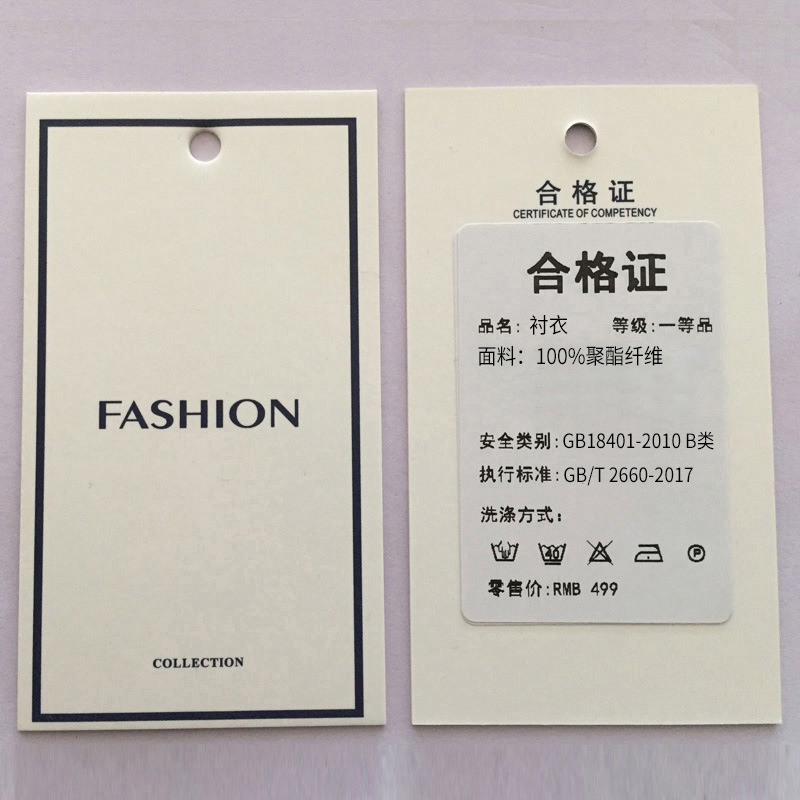 FASHION
COLLECTION
合格证
CERTIFICATE OF COMPETENCY
合格证
品名: 衬衣 等级:一等品
面料：100%聚酯纤维
安全类别:GB18401-2010 B类
执行标准:GB/T 2660-2017
洗涤方式:
40
P
零售价:RMB 499